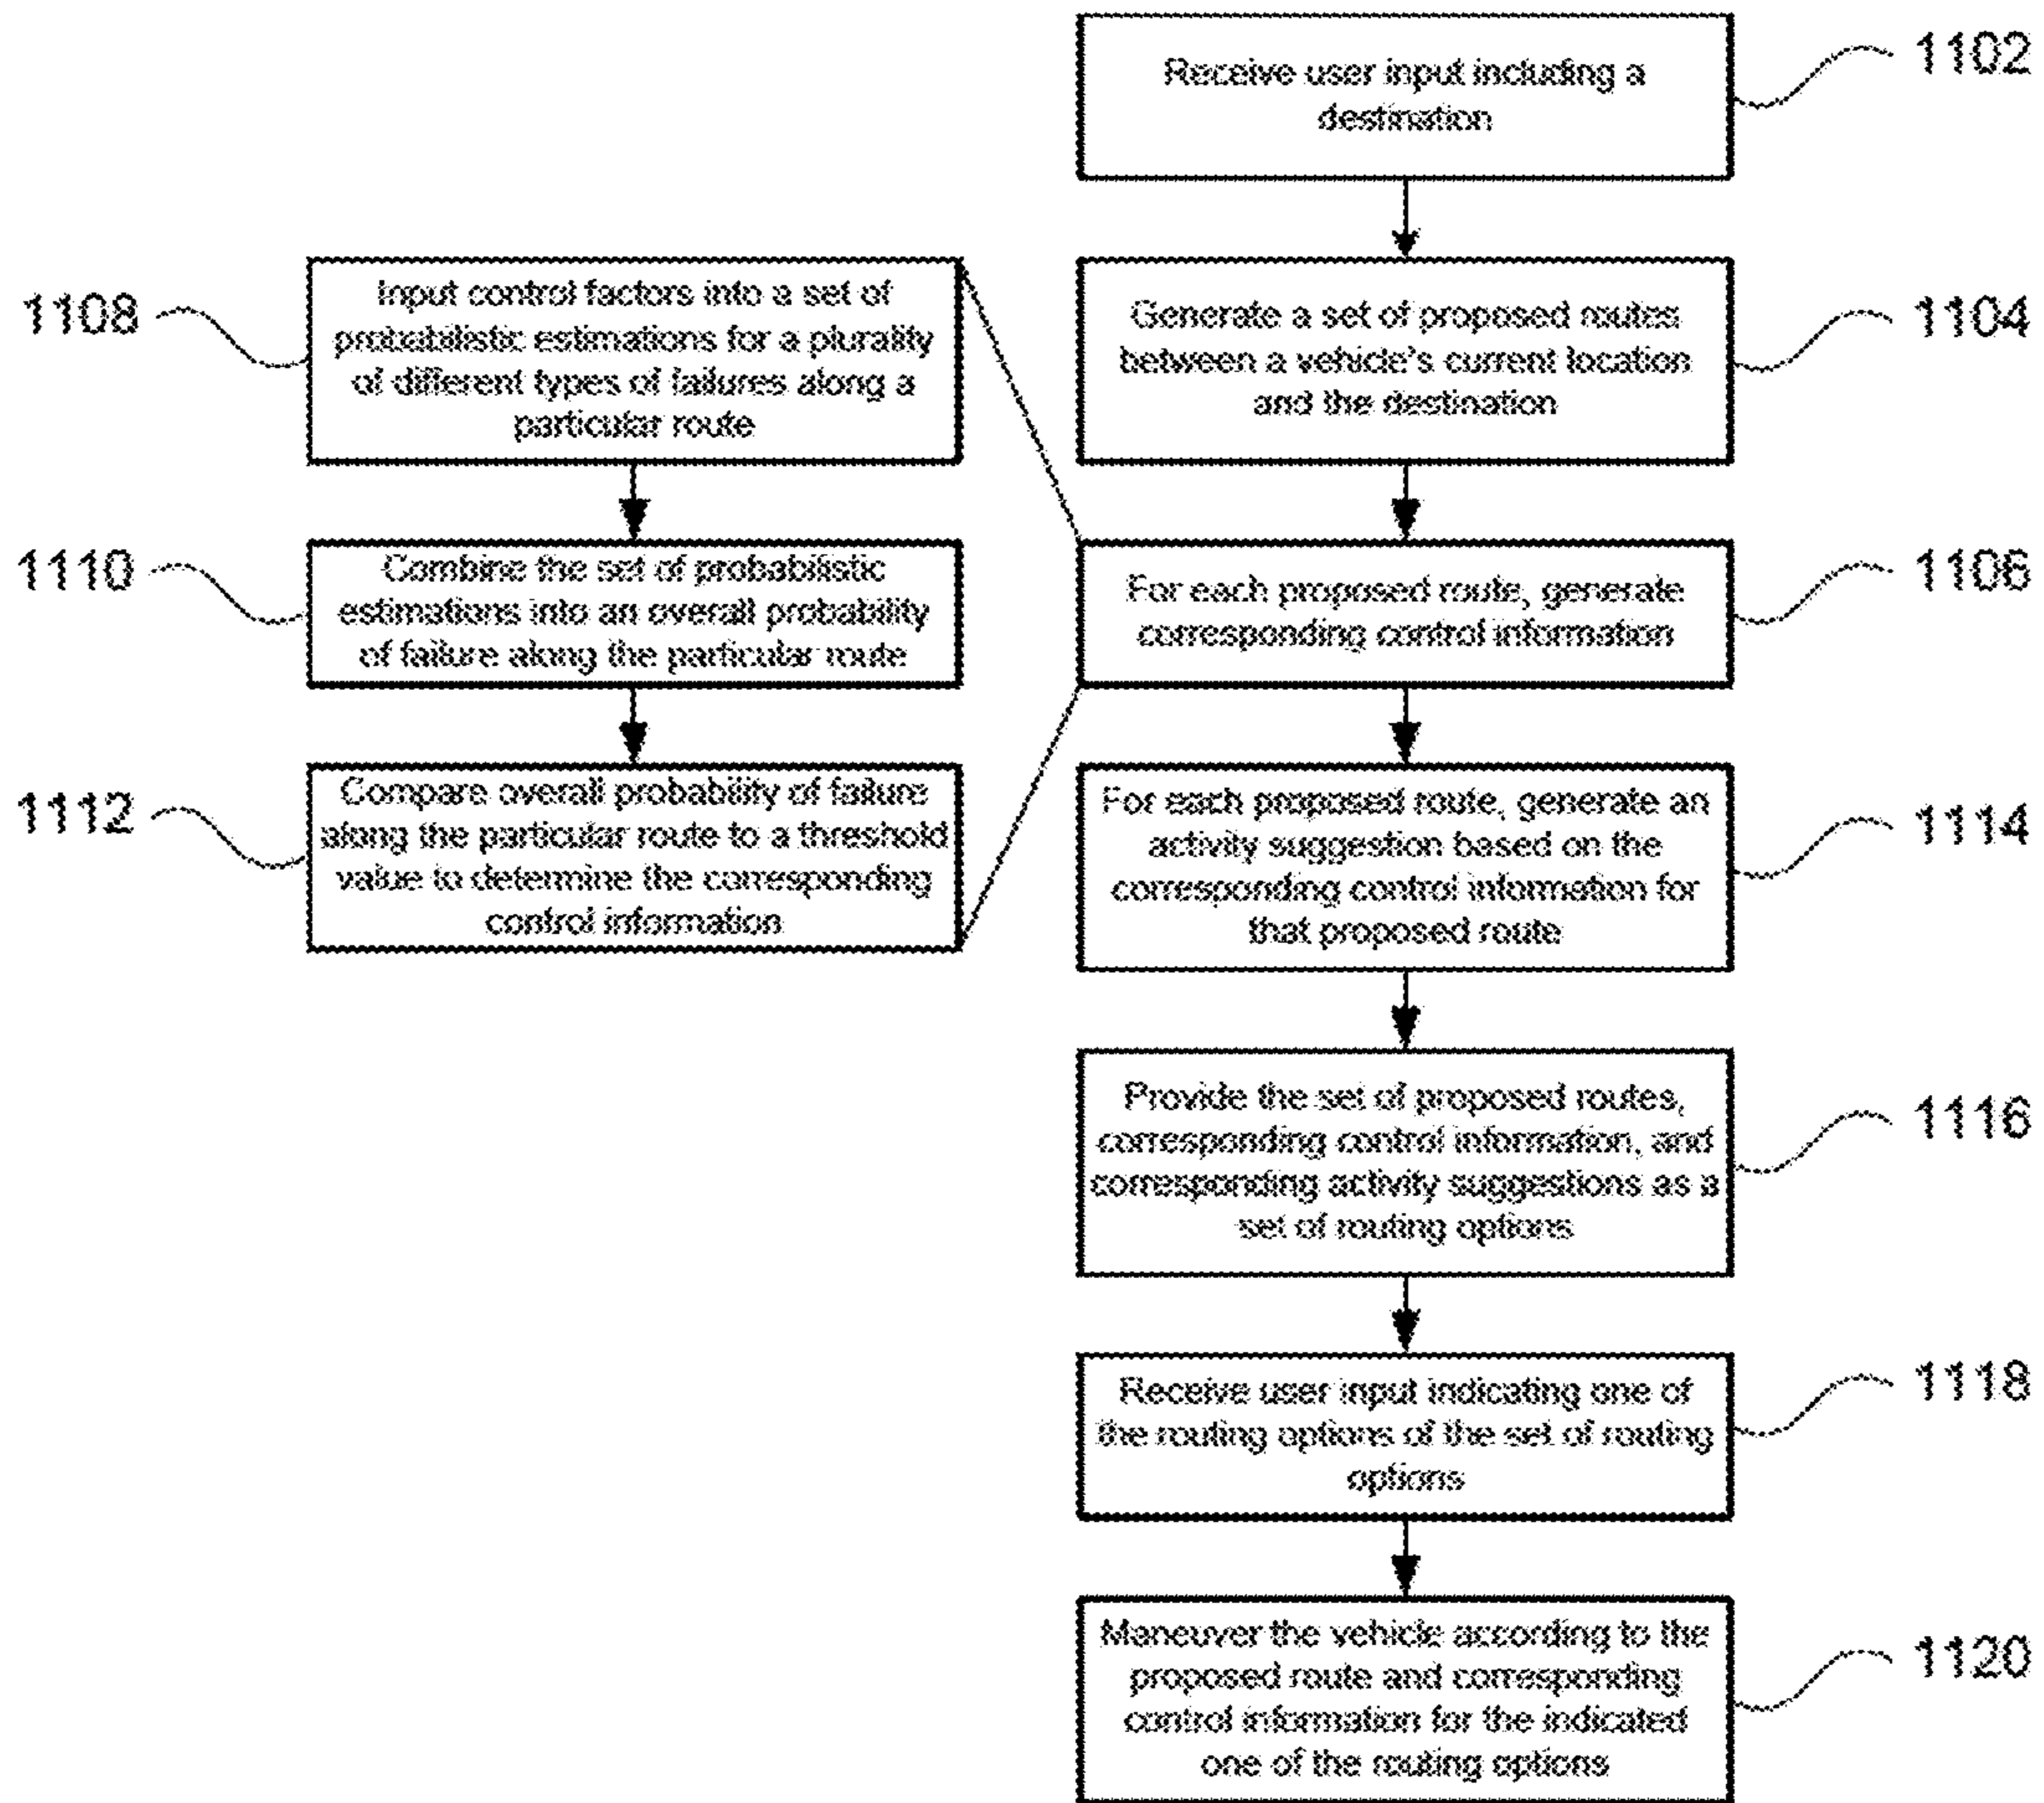 Receive user input including a
destination
1102
Generate a set of proposed routes
between a vehicle's current location
and the destination
1104
1108
Input control factors into a set of
probabilistic estimations for a plurality
of different types of failures along a
particular route
1110
Combine the set of probabilistic
estimations into an overall probability
of failure along the particular route
1112
Compare overall probability of failure
along the particular route to a threshold
value to determine the corresponding
control information
For each proposed route, generate
corresponding control information
1106
For each proposed route, generate an
activity suggestion based on the
corresponding control information for
that proposed route
1114
Provide the set of proposed routes,
corresponding control information, and
corresponding activity suggestions as a
set of routing options
1116
Receive user input indicating one of
the routing options of the set of routing
options
1118
Maneuver the vehicle according to the
proposed route and corresponding
control information for the indicated
one of the routing options
1120